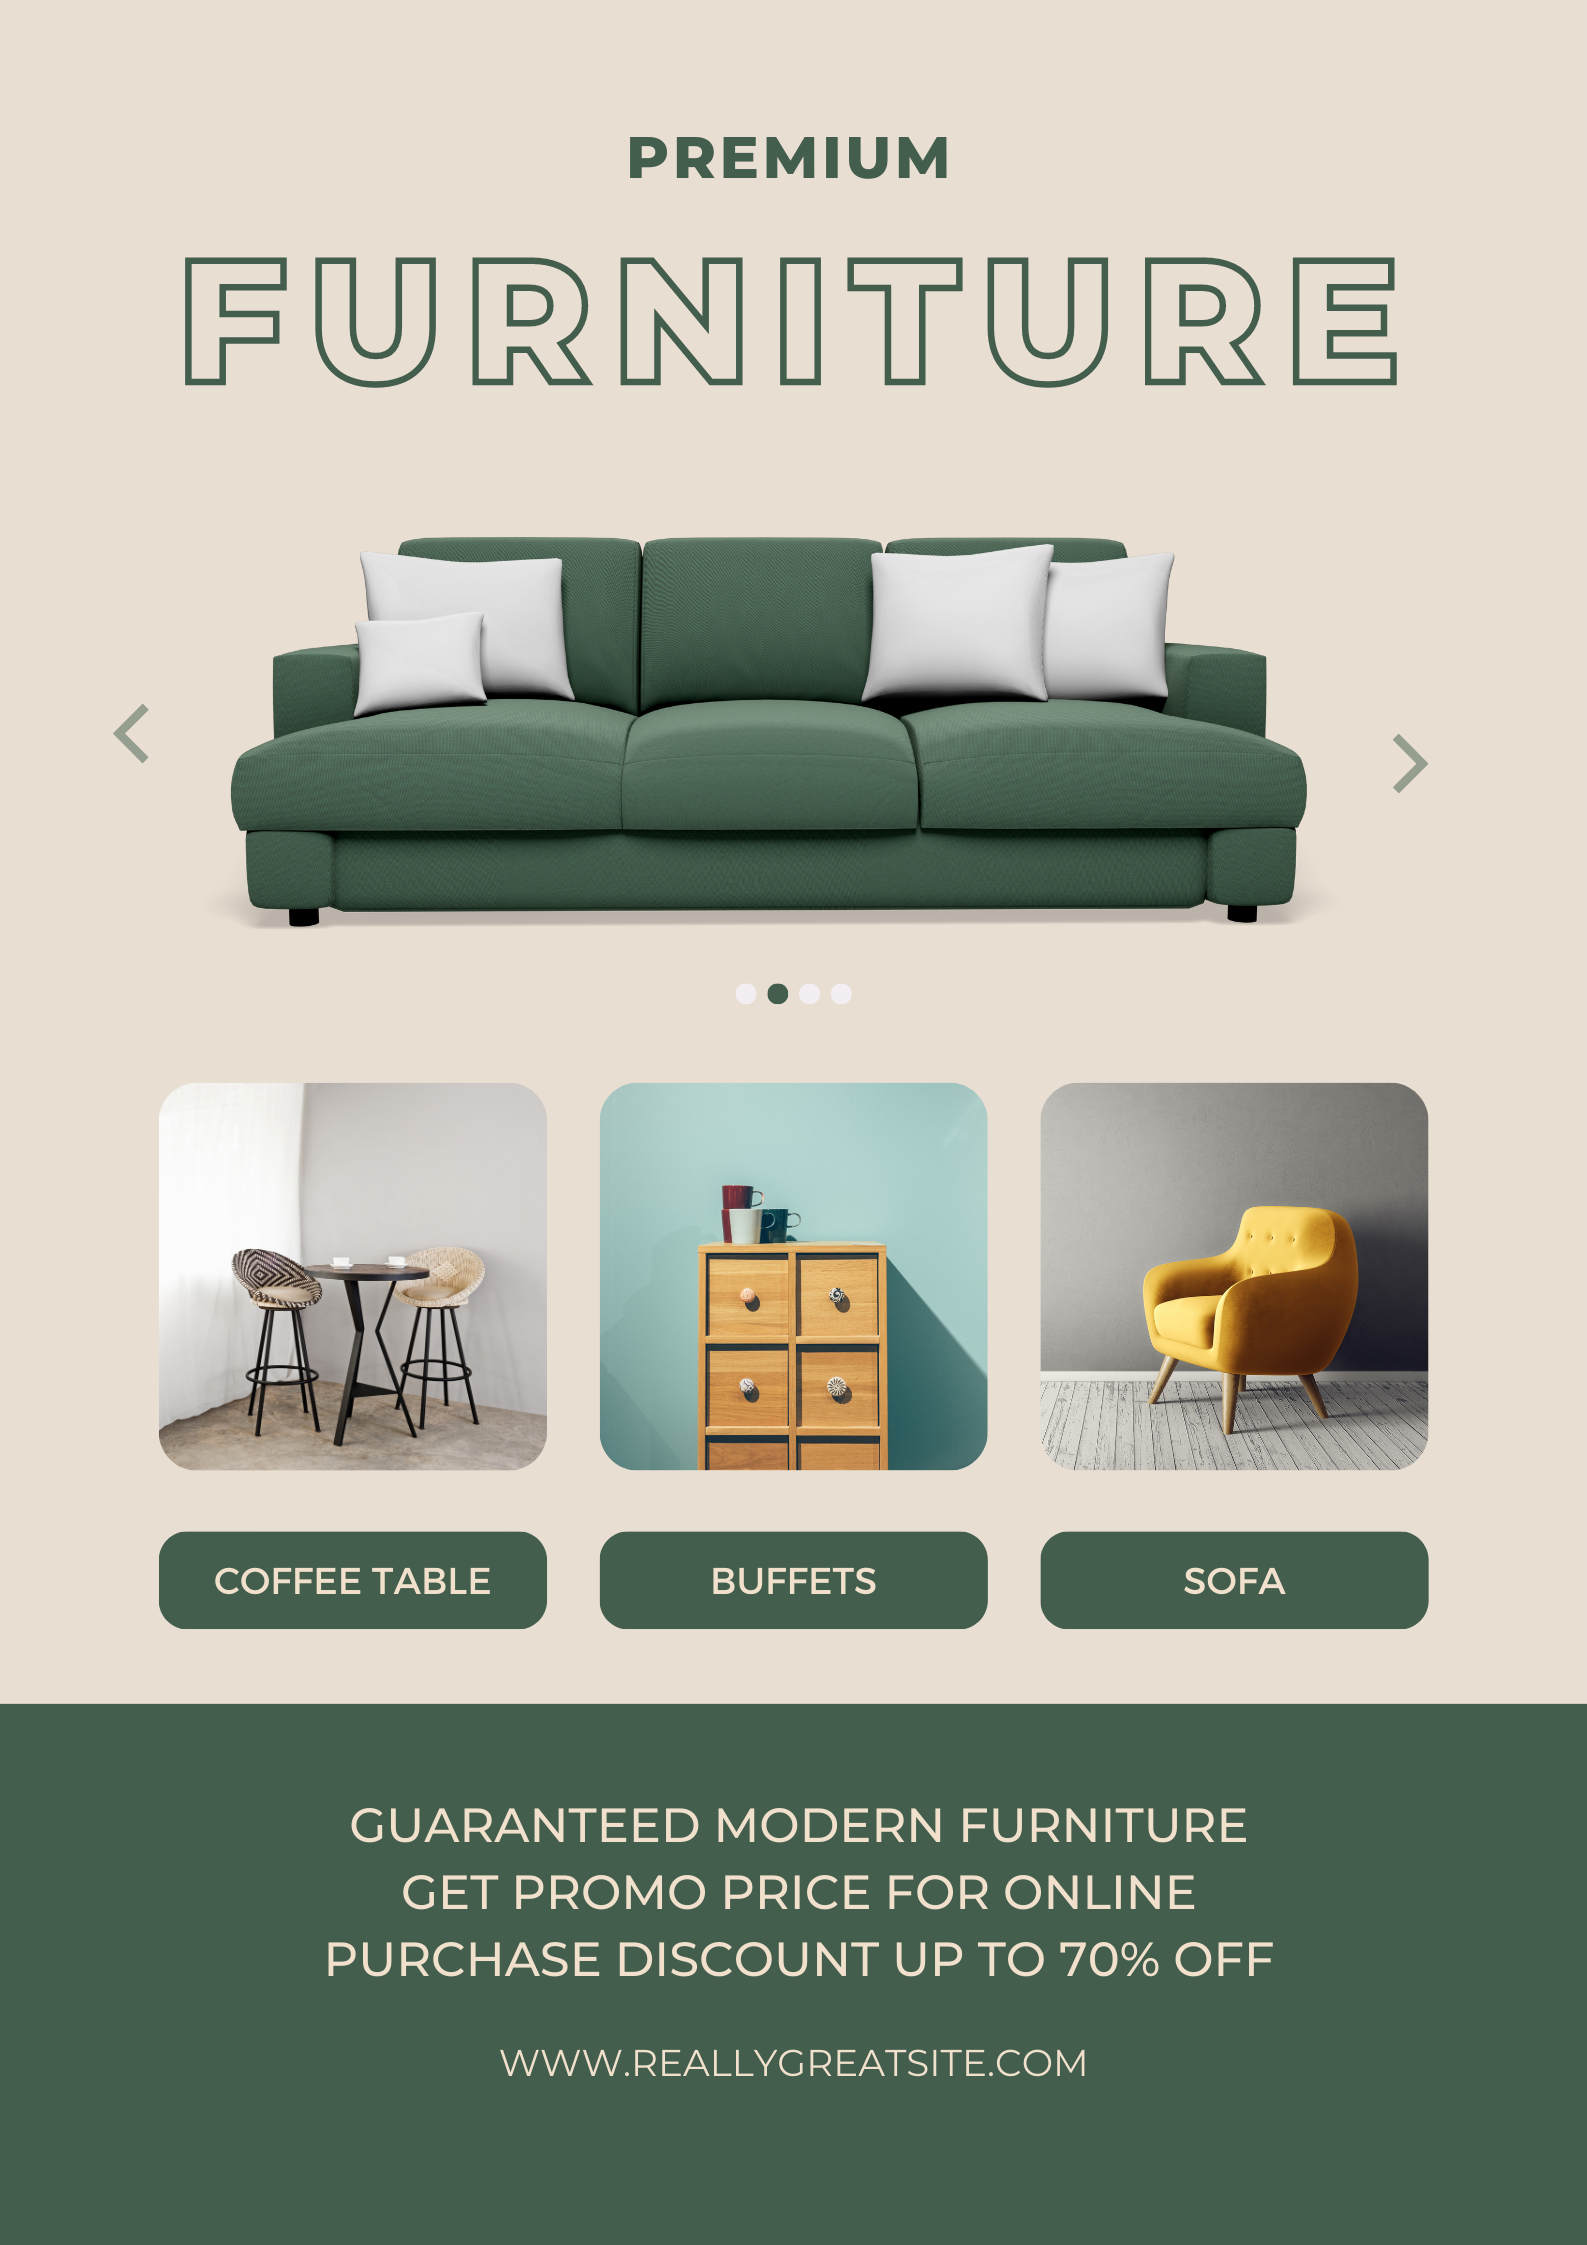 PREMIUM
FURNITURE
COFFEE TABLE
BUFFETS
SOFA
GUARANTEED MODERN FURNITURE
GET PROMO PRICE FOR ONLINE
PURCHASE DISCOUNT UP TO 70% OFF
WWW.REALLYGREATSITE.COM